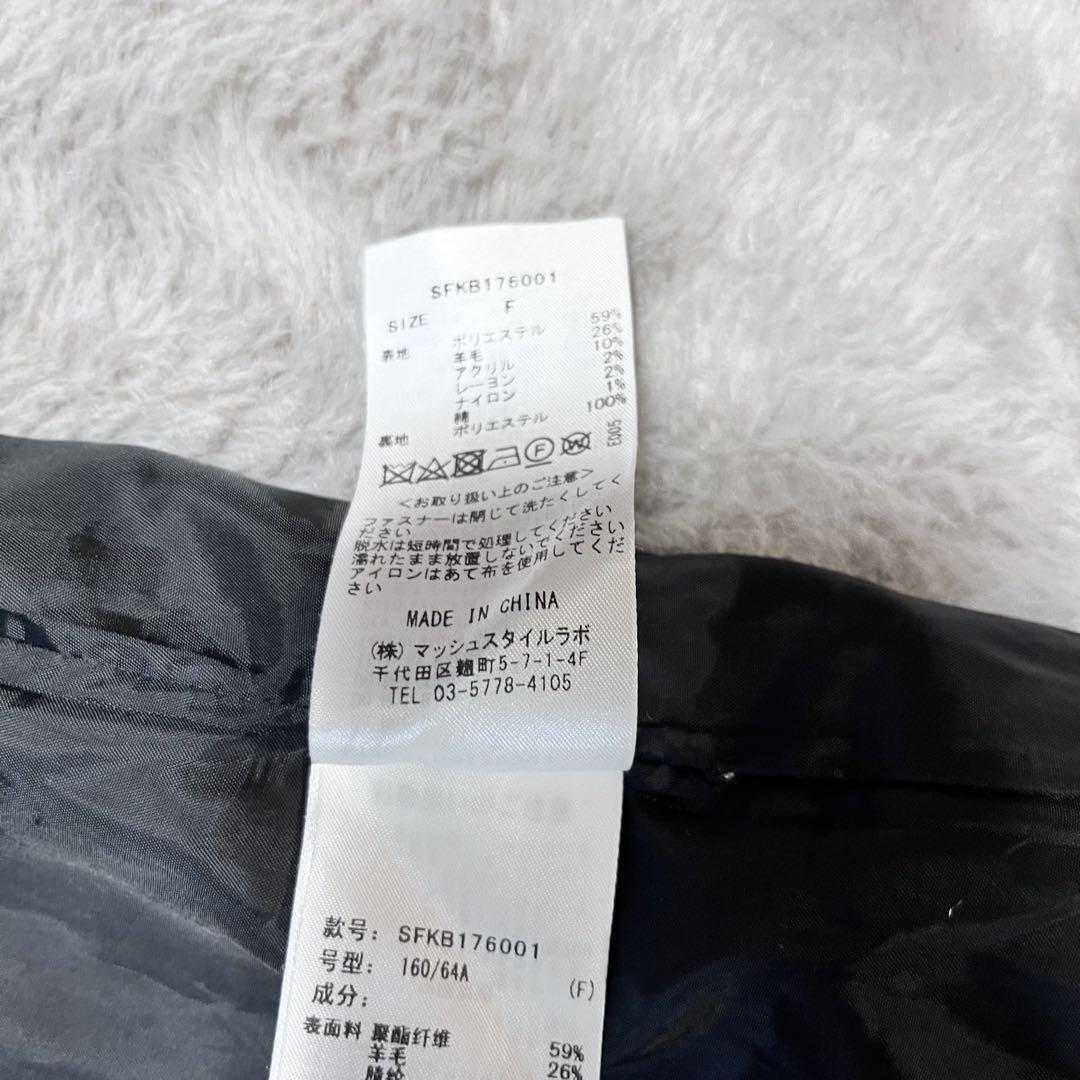 SFKB176001
SIZE F
表地 ポリエステル 59%
羊毛 26%
アクリル 10%
レーヨン 2%
ナイロン 2%
綿 1%
裏地 ポリエステル 100%
E005
F
W
<お取り扱い上のご注意>
ファスナーは閉じて洗たくしてく
ださい
脱水は短時間で処理してください
濡れたまま放置しないでください
アイロンはあて布を使用してくだ
さい
MADE IN CHINA
(株)マッシュスタイルラボ
千代田区麹町5-7-1-4F
TEL 03-5778-4105
款号: SFKB176001
号型: 160/64A (F)
成分:
表面料 聚酯纤维 59%
羊毛 26%
腈纶